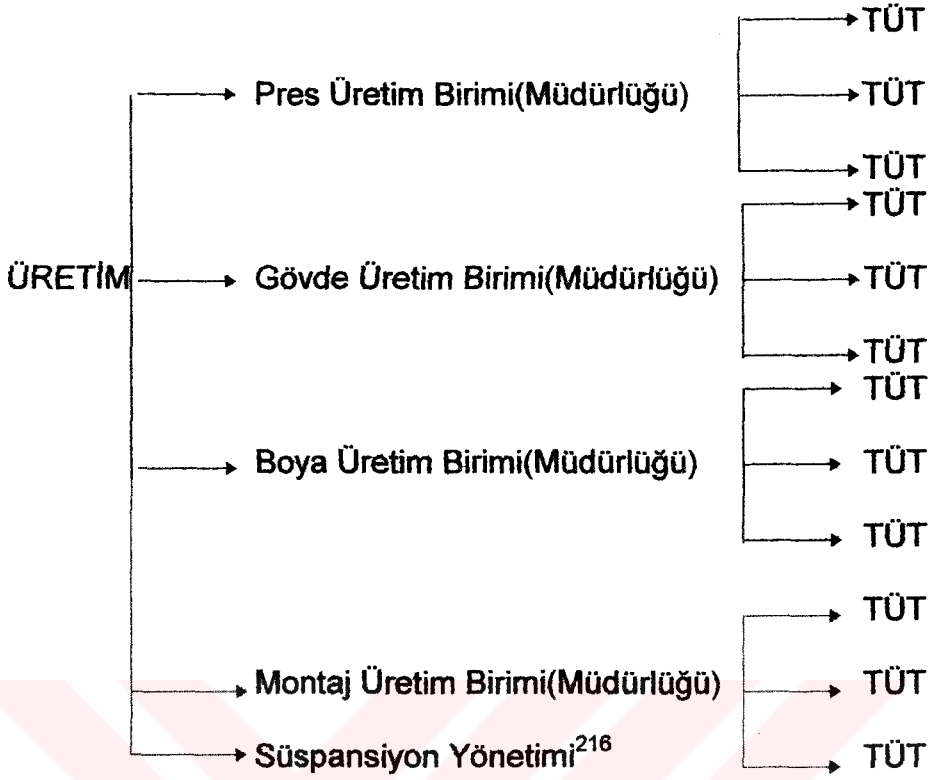 TÜT
Pres Üretim Birimi(Müdürlüğü) TÜT
TÜT
TÜT
ÜRETİM Gövde Üretim Birimi(Müdürlüğü) TÜT
TÜT
TÜT
Boya Üretim Birimi(Müdürlüğü) TÜT
TÜT
TÜT
Montaj Üretim Birimi(Müdürlüğü) TÜT
Süspansiyon Yönetimi²¹⁶ TÜT